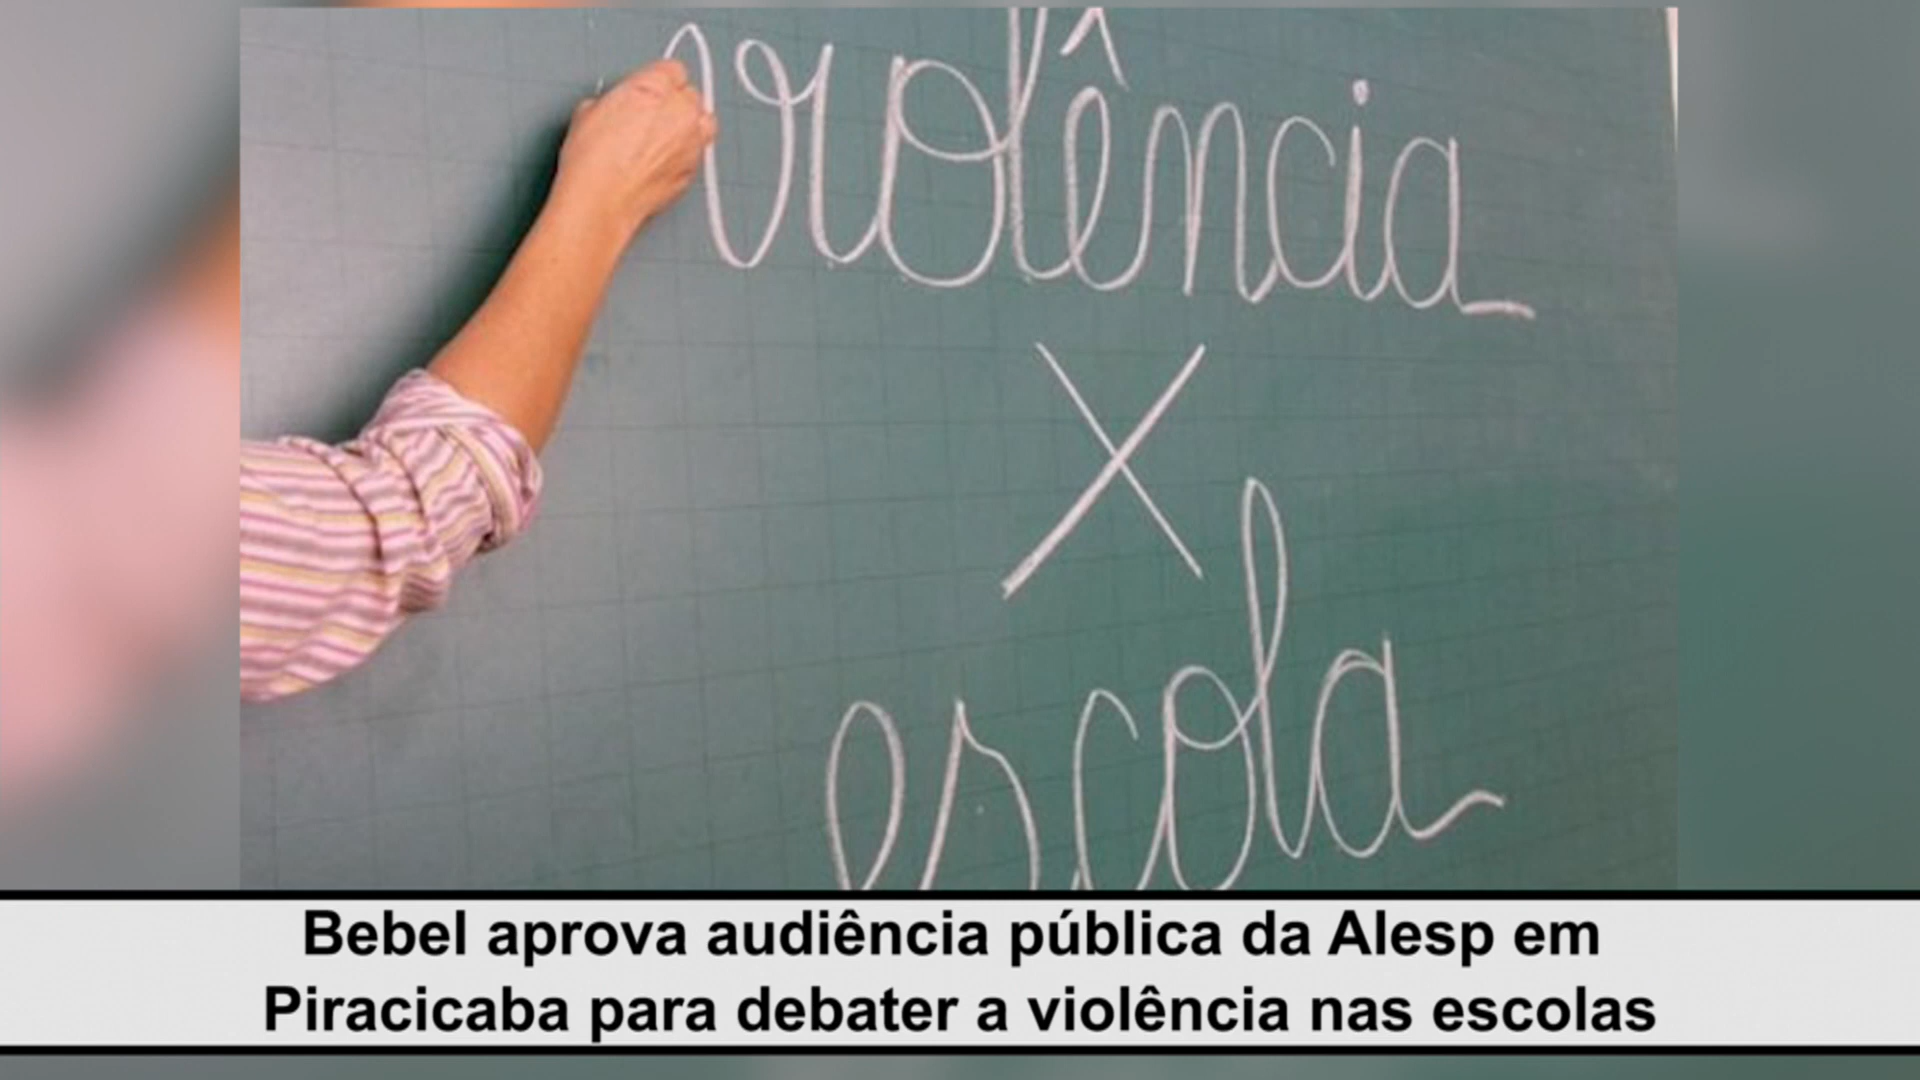 violência
X
escola
Bebel aprova audiência pública da Alesp em
Piracicaba para debater a violência nas escolas